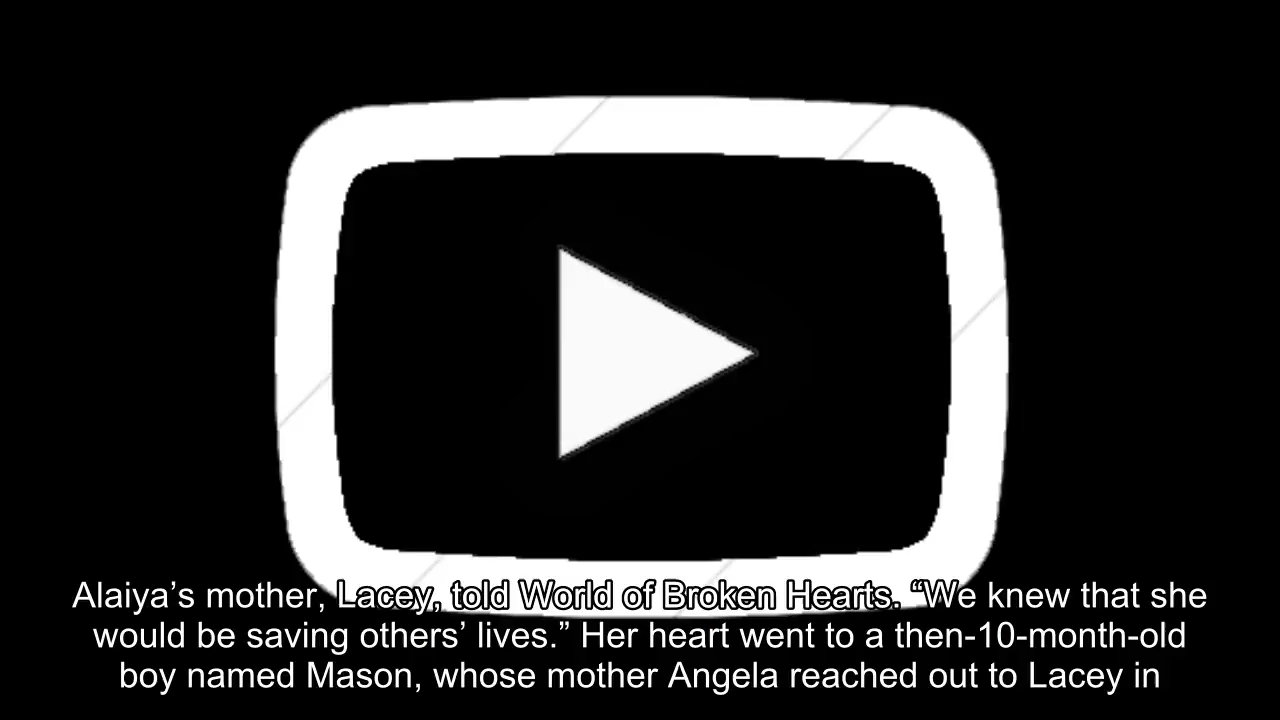 Alaiya’s mother, Lacey, told World of Broken Hearts. “We knew that she
would be saving others’ lives.” Her heart went to a then-10-month-old
boy named Mason, whose mother Angela reached out to Lacey in